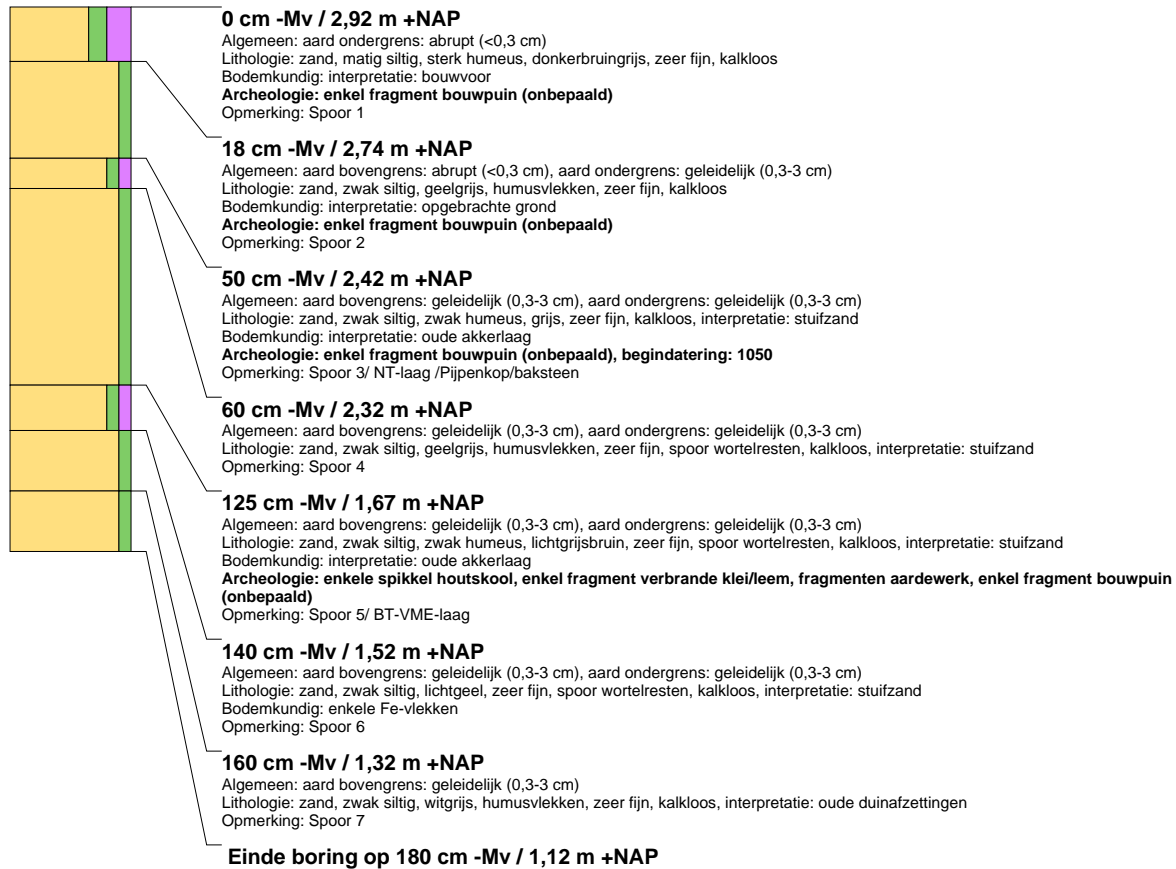 0 cm -Mv / 2,92 m +NAP
Algemeen: aard ondergrens: abrupt (<0,3 cm)
Lithologie: zand, matig siltig, sterk humeus, donkerbruingrijs, zeer fijn, kalkloos
Bodemkundig: interpretatie: bouwvoor
Archeologie: enkel fragment bouwpuin (onbepaald)
Opmerking: Spoor 1
18 cm -Mv / 2,74 m +NAP
Algemeen: aard bovengrens: abrupt (<0,3 cm), aard ondergrens: geleidelijk (0,3-3 cm)
Lithologie: zand, zwak siltig, geelgrijs, humusvlekken, zeer fijn, kalkloos
Bodemkundig: interpretatie: opgebrachte grond
Archeologie: enkel fragment bouwpuin (onbepaald)
Opmerking: Spoor 2
50 cm -Mv / 2,42 m +NAP
Algemeen: aard bovengrens: geleidelijk (0,3-3 cm), aard ondergrens: geleidelijk (0,3-3 cm)
Lithologie: zand, zwak siltig, zwak humeus, grijs, zeer fijn, kalkloos, interpretatie: stuifzand
Bodemkundig: interpretatie: oude akkerlaag
Archeologie: enkel fragment bouwpuin (onbepaald), begindatering: 1050
Opmerking: Spoor 3/ NT-laag /Pijpenkop/baksteen
60 cm -Mv / 2,32 m +NAP
Algemeen: aard bovengrens: geleidelijk (0,3-3 cm), aard ondergrens: geleidelijk (0,3-3 cm)
Lithologie: zand, zwak siltig, geelgrijs, humusvlekken, zeer fijn, spoor wortelresten, kalkloos, interpretatie: stuifzand
Opmerking: Spoor 4
125 cm -Mv / 1,67 m +NAP
Algemeen: aard bovengrens: geleidelijk (0,3-3 cm), aard ondergrens: geleidelijk (0,3-3 cm)
Lithologie: zand, zwak siltig, zwak humeus, lichtgrijsbruin, zeer fijn, spoor wortelresten, kalkloos, interpretatie: stuifzand
Bodemkundig: interpretatie: oude akkerlaag
Archeologie: enkele spikkel houtskool, enkel fragment verbrande klei/leem, fragmenten aardewerk, enkel fragment bouwpuin
(onbepaald)
Opmerking: Spoor 5/ BT-VME-laag
140 cm -Mv / 1,52 m +NAP
Algemeen: aard bovengrens: geleidelijk (0,3-3 cm), aard ondergrens: geleidelijk (0,3-3 cm)
Lithologie: zand, zwak siltig, lichtgeel, zeer fijn, spoor wortelresten, kalkloos, interpretatie: stuifzand
Bodemkundig: enkele Fe-vlekken
Opmerking: Spoor 6
160 cm -Mv / 1,32 m +NAP
Algemeen: aard bovengrens: geleidelijk (0,3-3 cm)
Lithologie: zand, zwak siltig, witgrijs, humusvlekken, zeer fijn, kalkloos, interpretatie: oude duinafzettingen
Opmerking: Spoor 7
Einde boring op 180 cm -Mv / 1,12 m +NAP